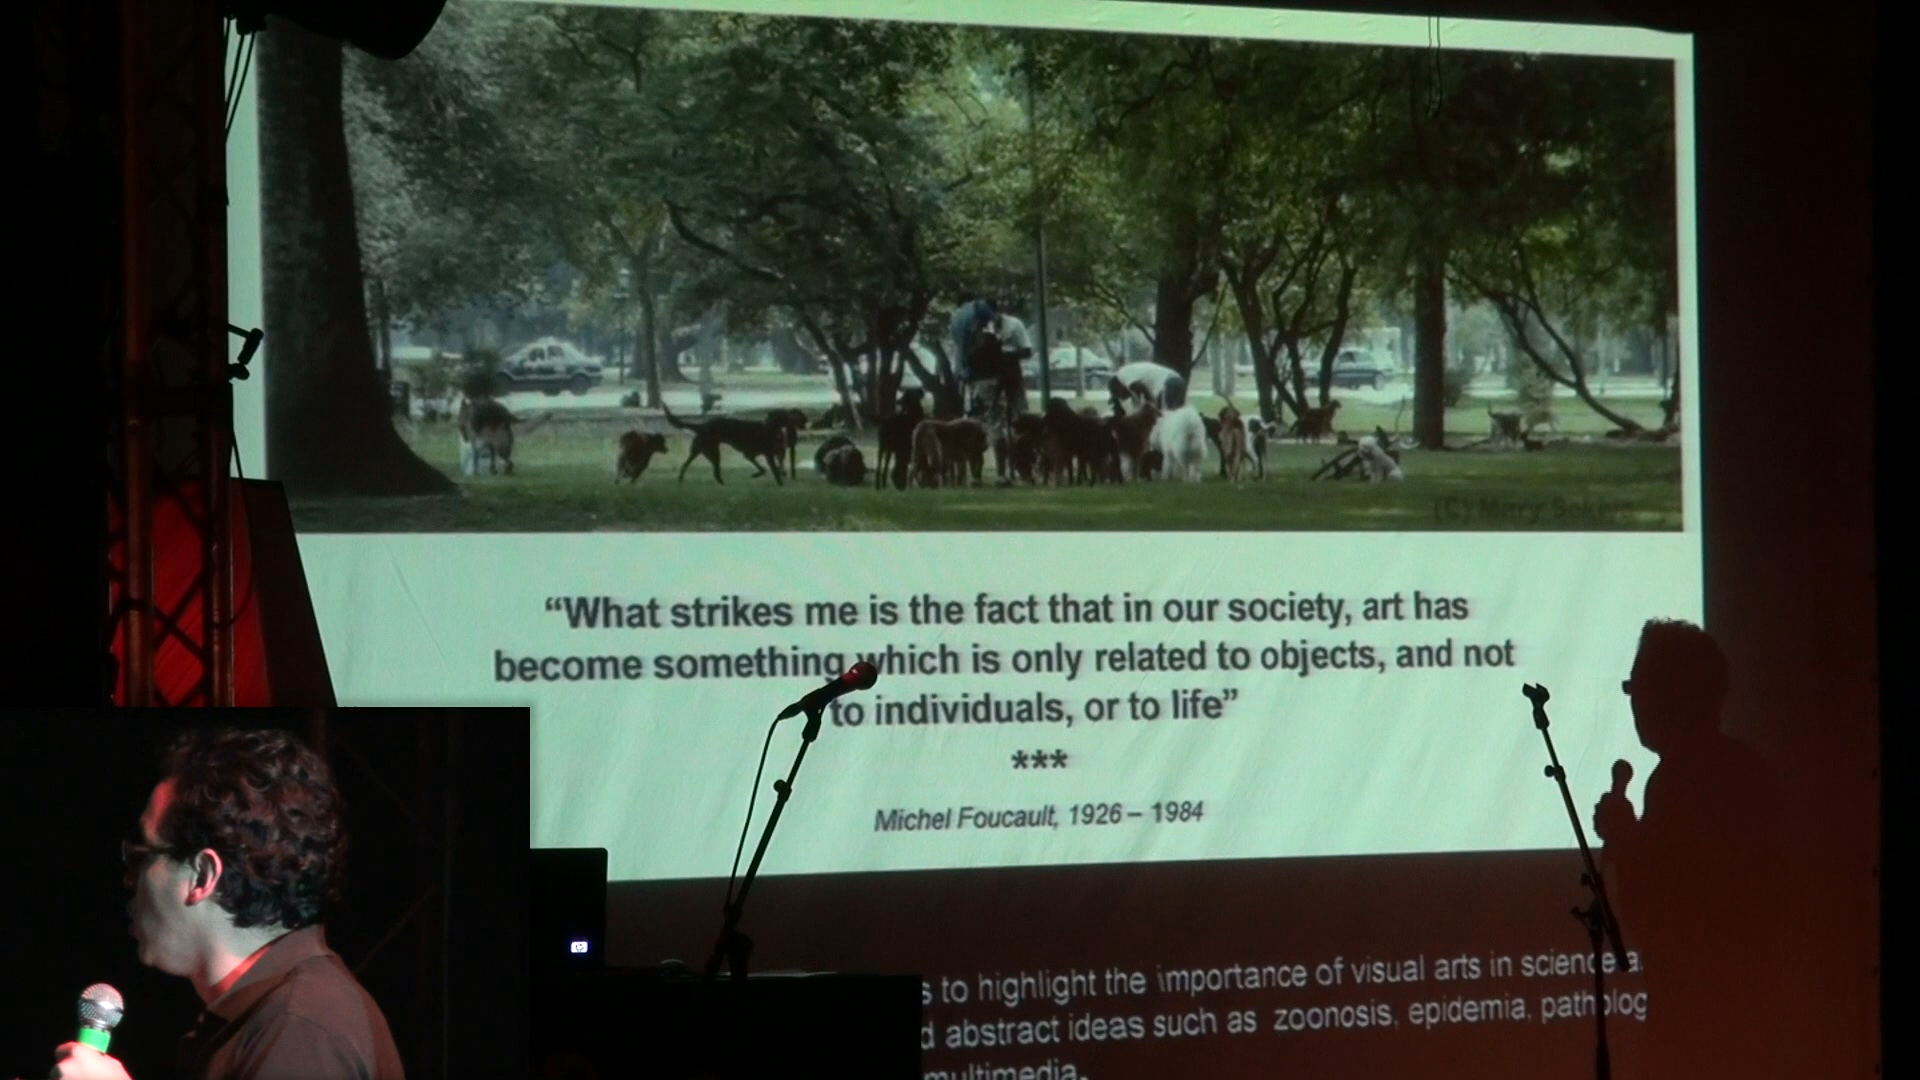 (C) Mary
“What strikes me is the fact that in our society, art has
become something which is only related to objects, and not
to individuals, or to life”
***
Michel Foucault, 1926 – 1984
to highlight the importance of visual arts in science
abstract ideas such as zoonosis, epidemia,
multimedia.